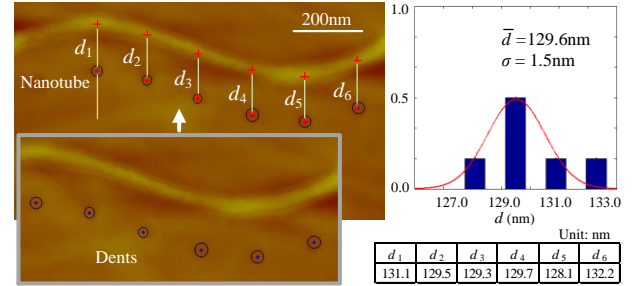 200nm
d1
d2
d3
d4
d5
d6
Nanotube
Dents
1.0
0.5
0.0
d̅ =129.6nm
σ = 1.5nm
127.0 129.0 131.0 133.0
d (nm)
Unit: nm
d1 d2 d3 d4 d5 d6
131.1 129.5 129.3 129.7 128.1 132.2